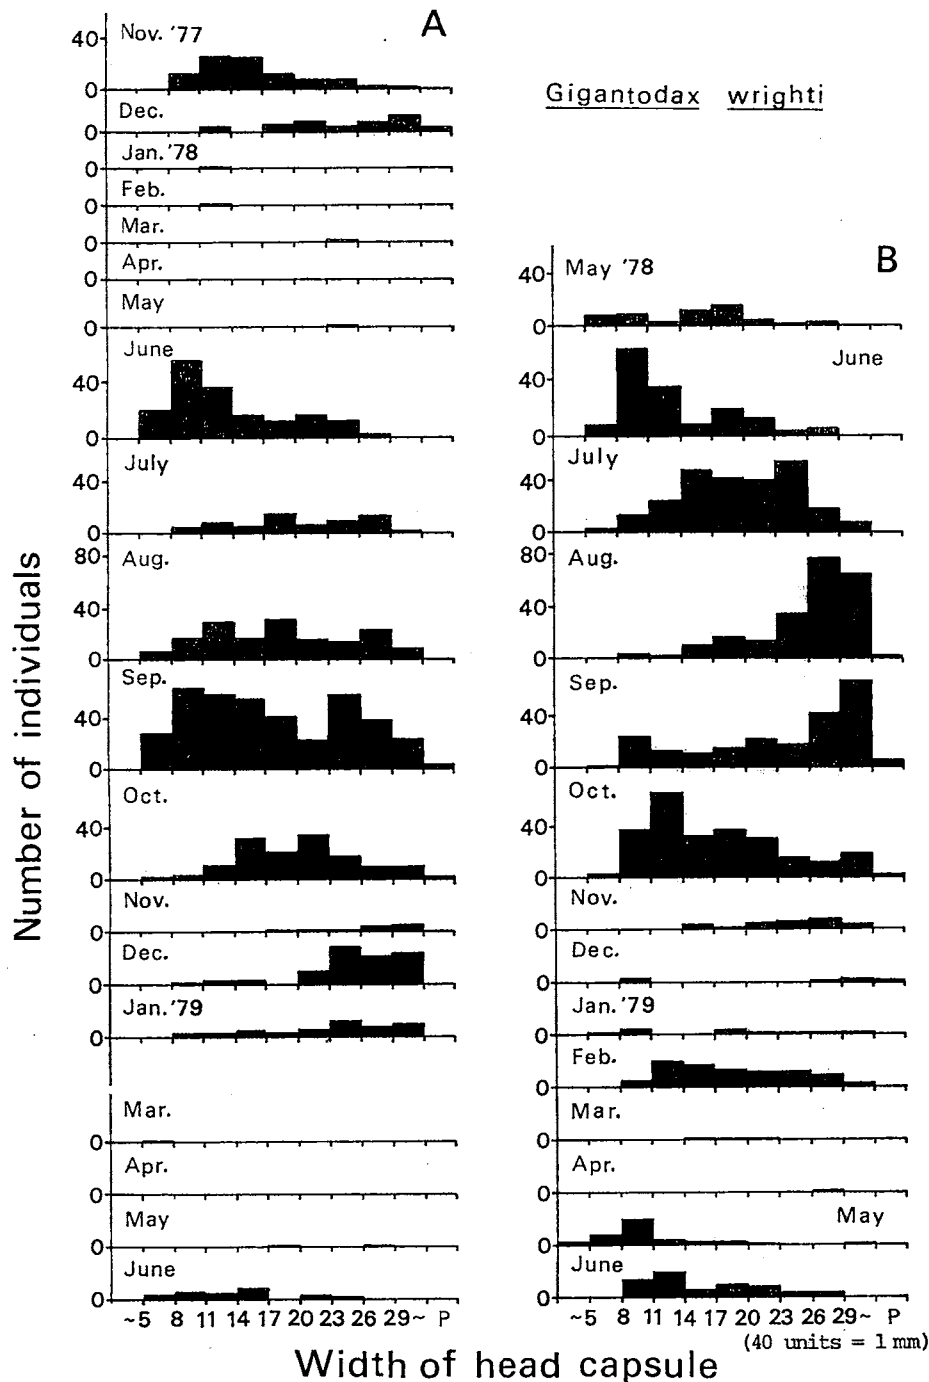 A
Nov. '77
40
0
Dec.
0
Jan. '78
0
Feb.
0
Mar.
0
Apr.
0
May
0
June
40
0
July
40
0
Aug.
80
40
0
Sep.
40
0
Oct.
40
0
Nov.
0
Dec.
0
Jan. '79
0
Mar.
0
Apr.
0
May
0
June
0
~5 8 11 14 17 20 23 26 29~ P
Gigantodax wrighti
B
May '78
40
0
June
40
0
July
40
0
Aug.
80
40
0
Sep.
40
0
Oct.
40
0
Nov.
0
Dec.
0
Jan. '79
0
Feb.
0
Mar.
0
Apr.
0
May
0
June
0
~5 8 11 14 17 20 23 26 29~ P
(40 units = 1 mm)
Number of individuals
Width of head capsule